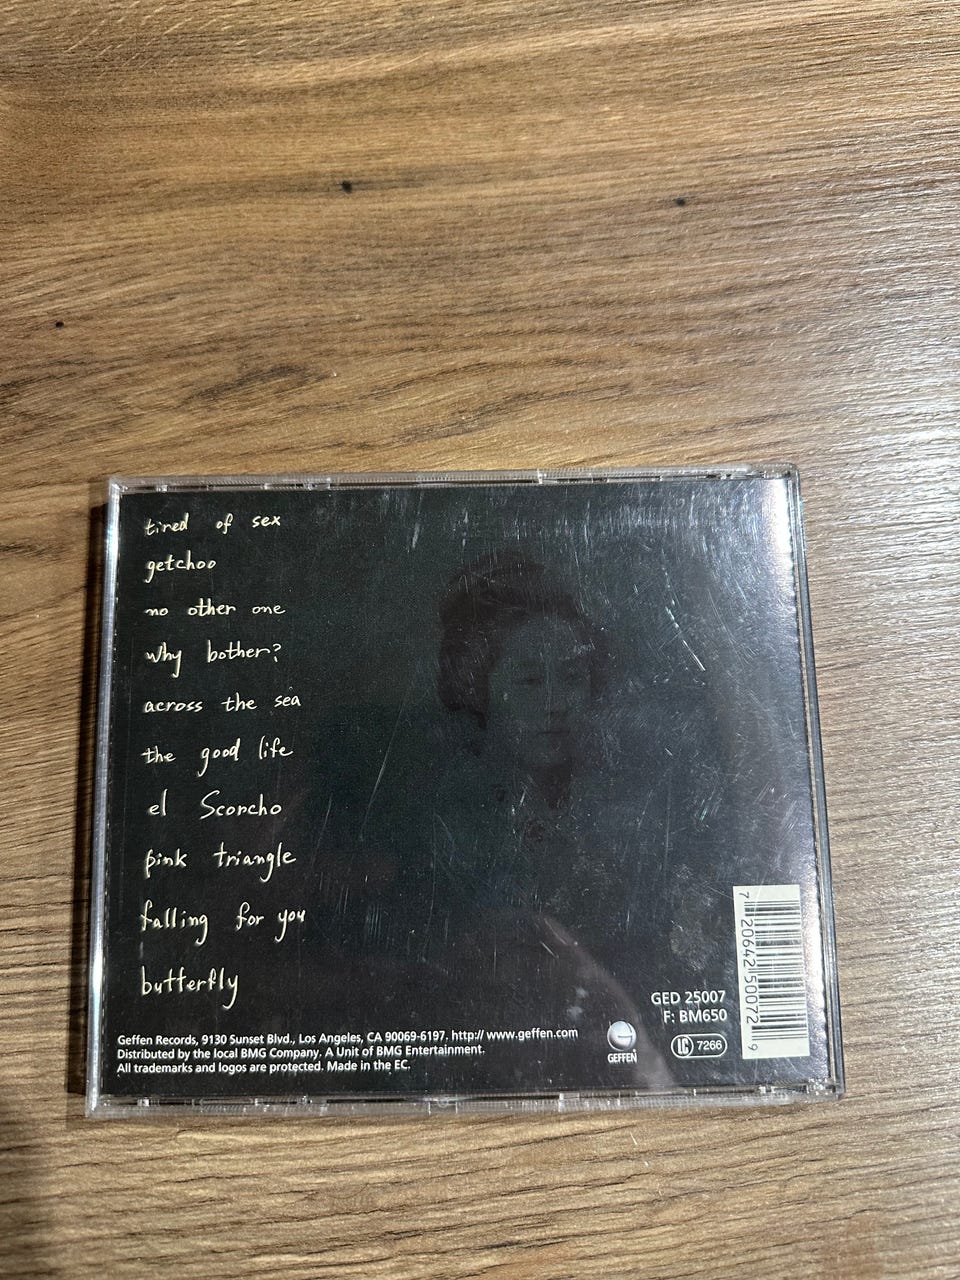 tired of sex
getchoo
no other one
why bother?
across the sea
the good life
el Scorcho
pink triangle
falling for you
butterfly
GED 25007
F: BM650
LC 7266
7 20642 50072 9
Geffen Records, 9130 Sunset Blvd., Los Angeles, CA 90069-6197. http:// www.geffen.com
Distributed by the local BMG Company. A Unit of BMG Entertainment.
All trademarks and logos are protected. Made in the EC.
GEFFEN